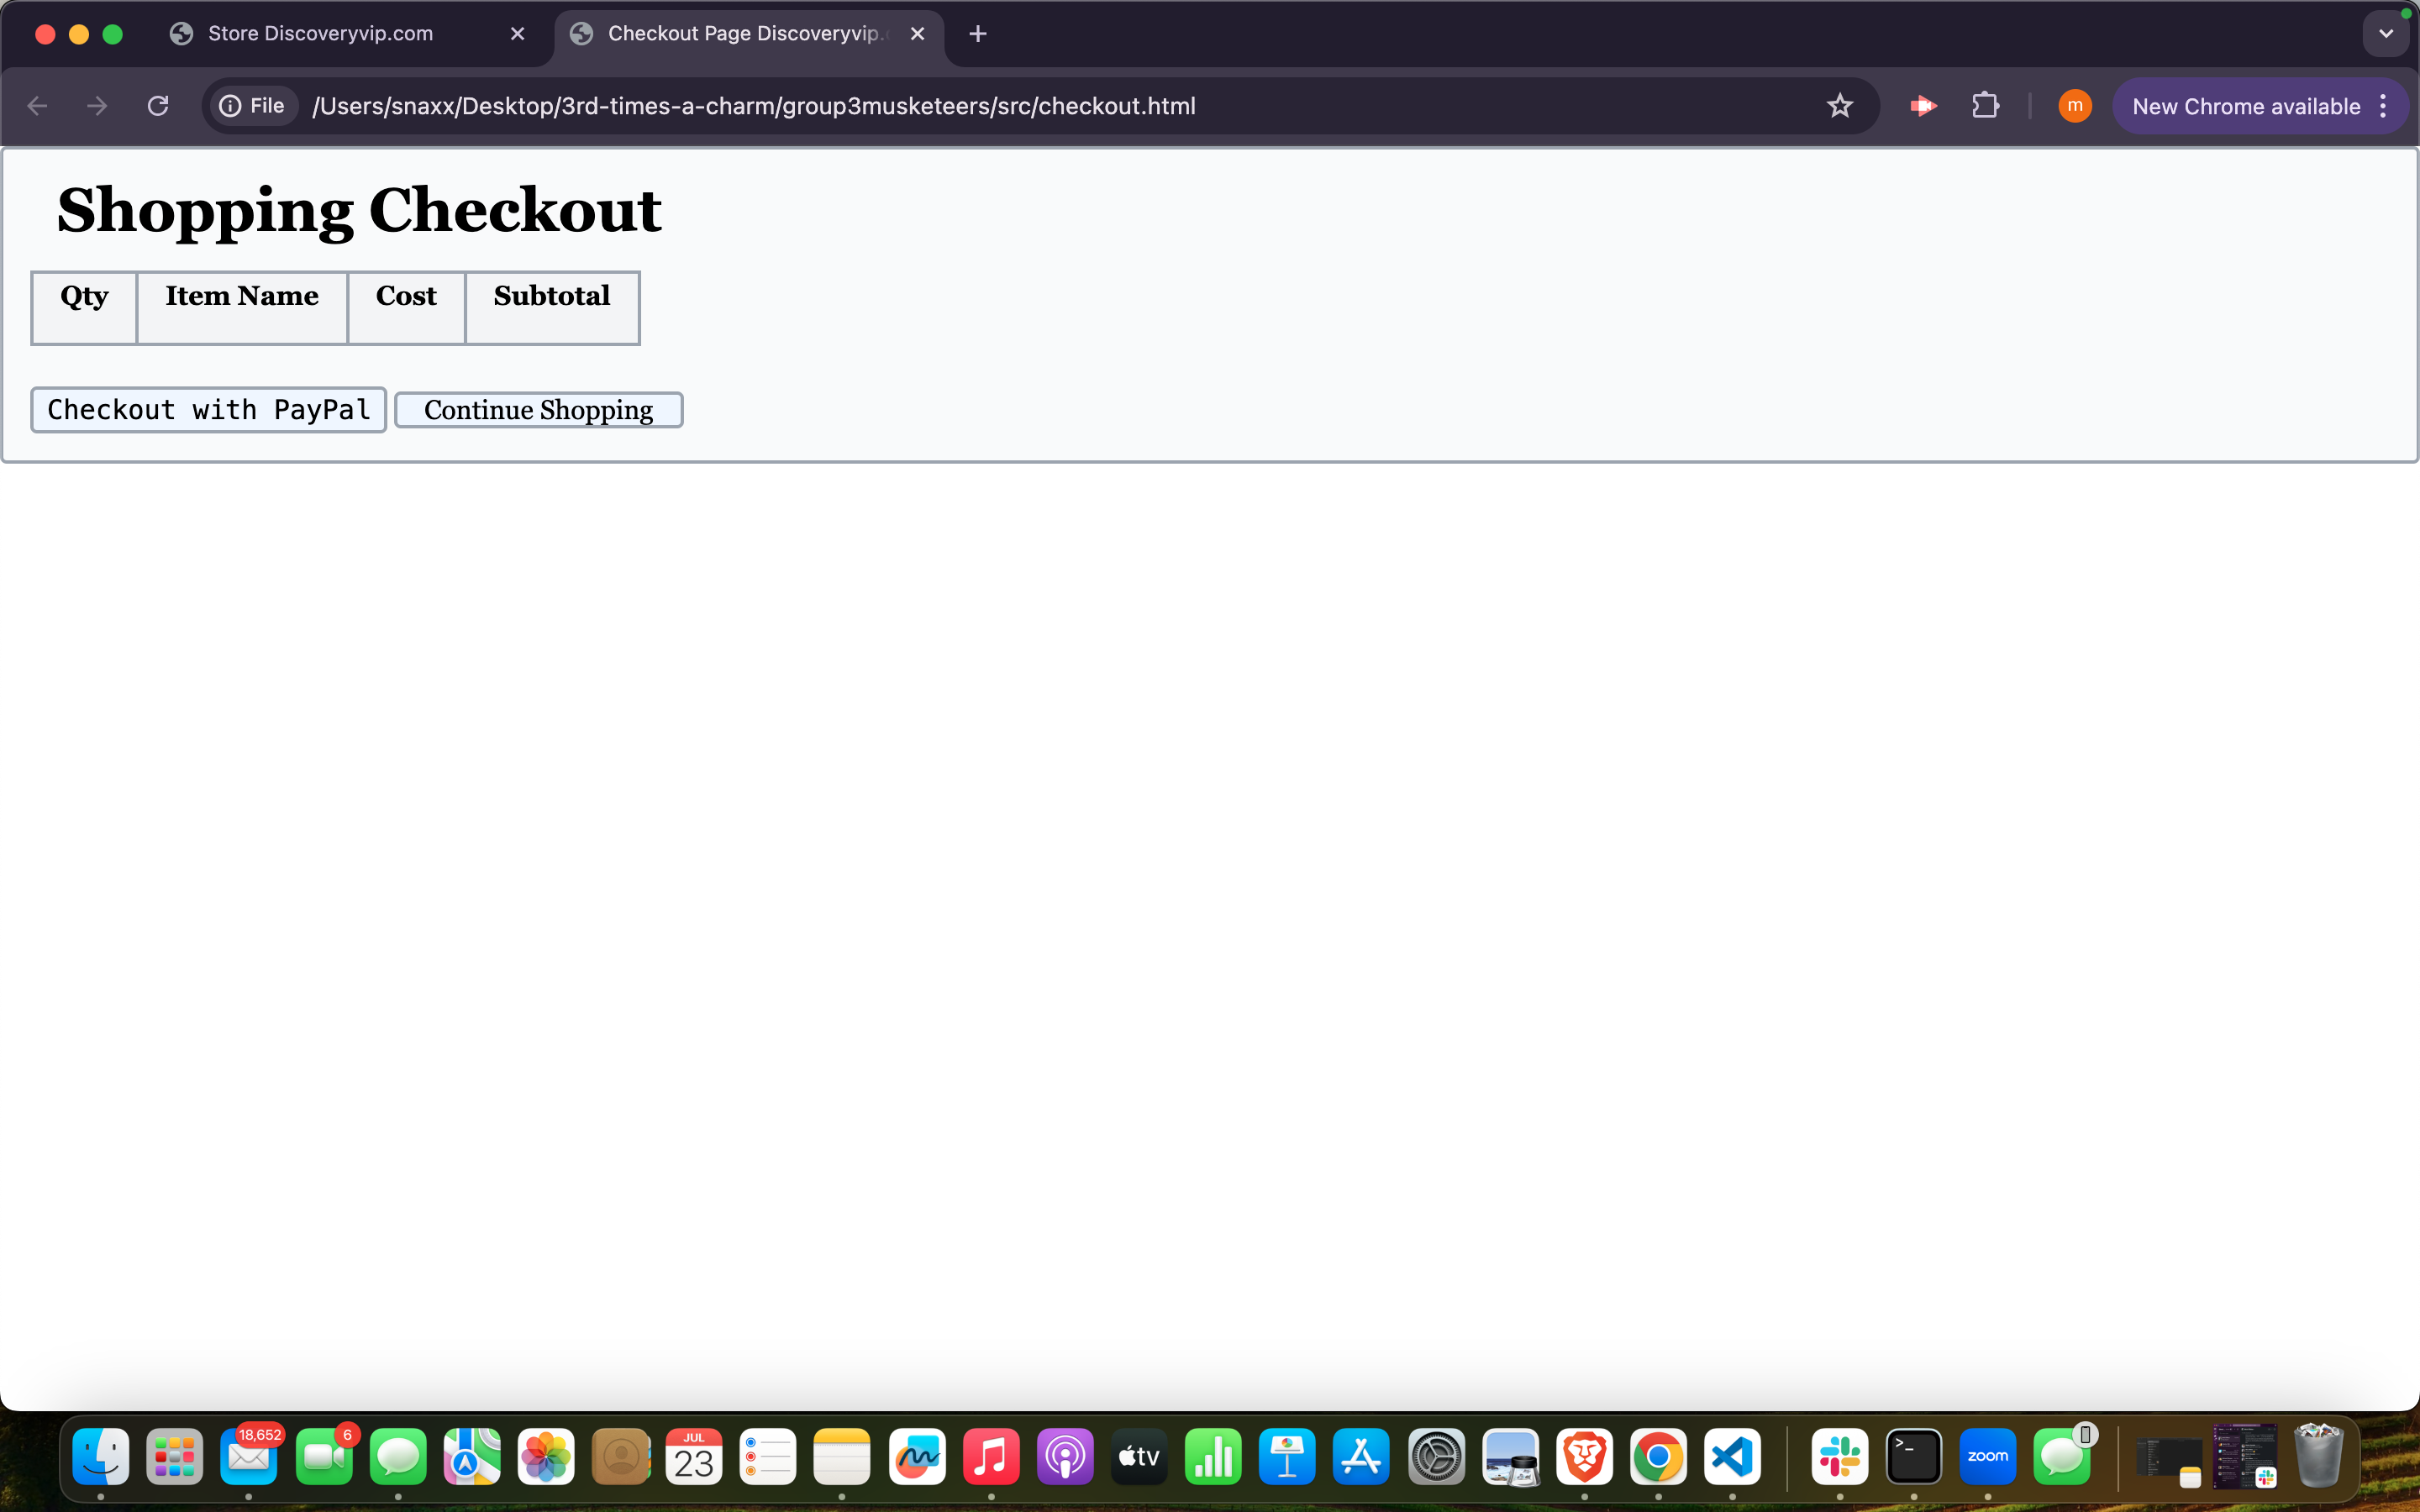 Store Discoveryvip.com
Checkout Page Discoveryvip.
File
/Users/snaxx/Desktop/3rd-times-a-charm/group3musketeers/src/checkout.html
m
New Chrome available
Shopping Checkout
Qty Item Name Cost Subtotal
Checkout with PayPal
Continue Shopping
18,652
6
JUL
23
tv
>_
zoom